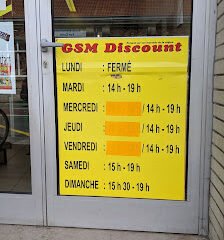 GSM Discount
LUNDI : FERMÉ
MARDI : 14 h - 19 h
MERCREDI : / 14 h - 19 h
JEUDI : / 14 h - 19 h
VENDREDI : / 14 h - 19 h
SAMEDI : 15 h - 19 h
DIMANCHE : 15 h 30 - 19 h